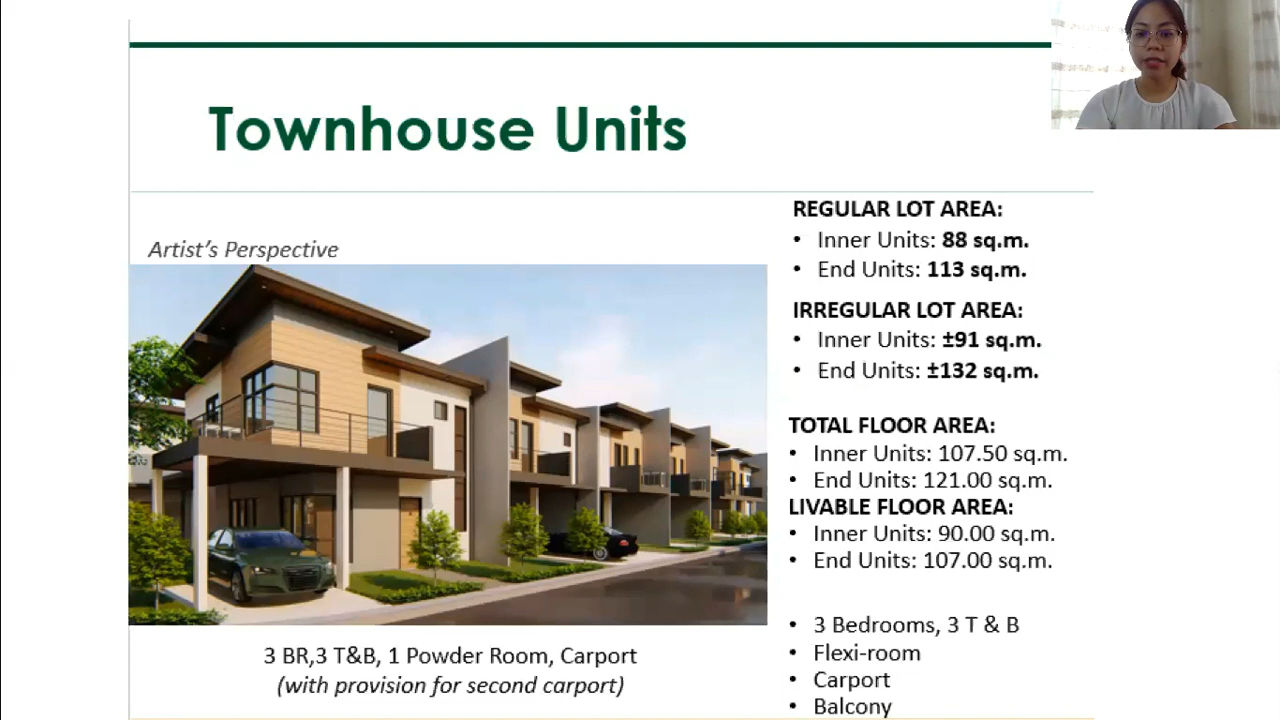 Townhouse Units
Artist's Perspective
3 BR,3 T&B, 1 Powder Room, Carport
(with provision for second carport)
REGULAR LOT AREA:
• Inner Units: 88 sq.m.
• End Units: 113 sq.m.
IRREGULAR LOT AREA:
• Inner Units: ±91 sq.m.
• End Units: ±132 sq.m.
TOTAL FLOOR AREA:
• Inner Units: 107.50 sq.m.
• End Units: 121.00 sq.m.
LIVABLE FLOOR AREA:
• Inner Units: 90.00 sq.m.
• End Units: 107.00 sq.m.
• 3 Bedrooms, 3 T & B
• Flexi-room
• Carport
• Balcony